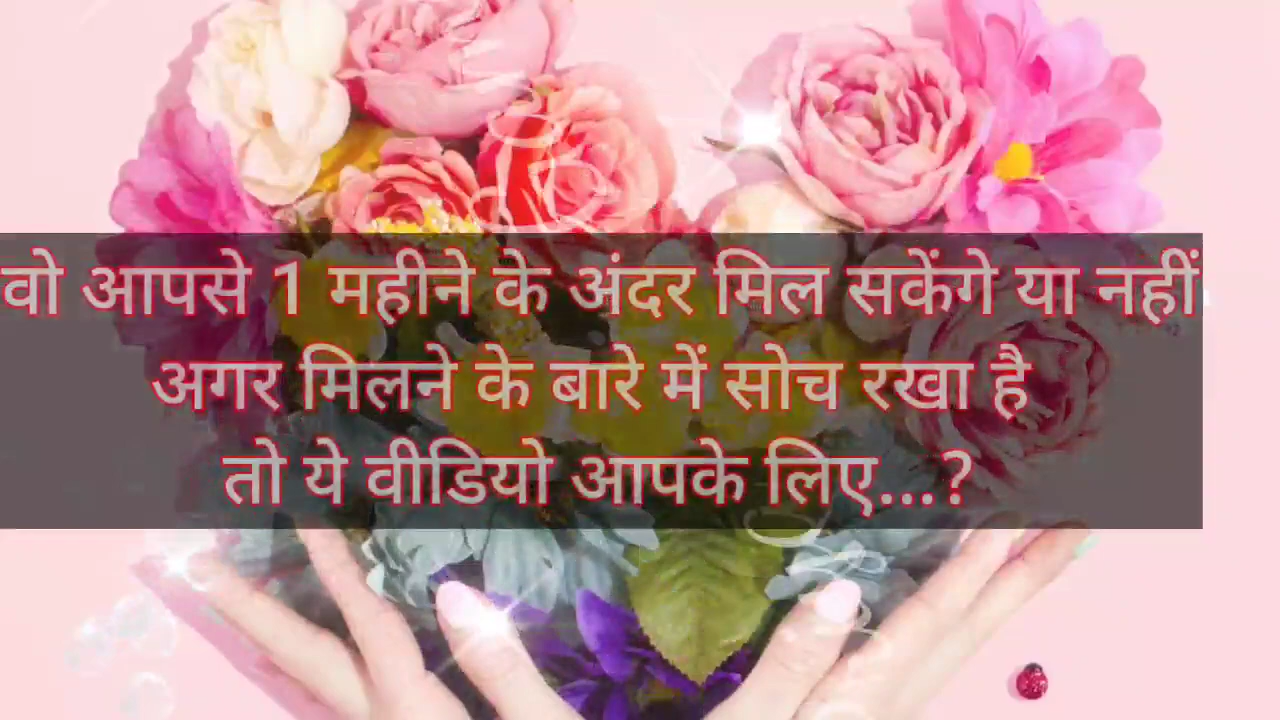 वो आपसे 1 महीने के अंदर मिल सकेंगे या नहीं
अगर मिलने के बारे में सोच रखा है
तो ये वीडियो आपके लिए...?